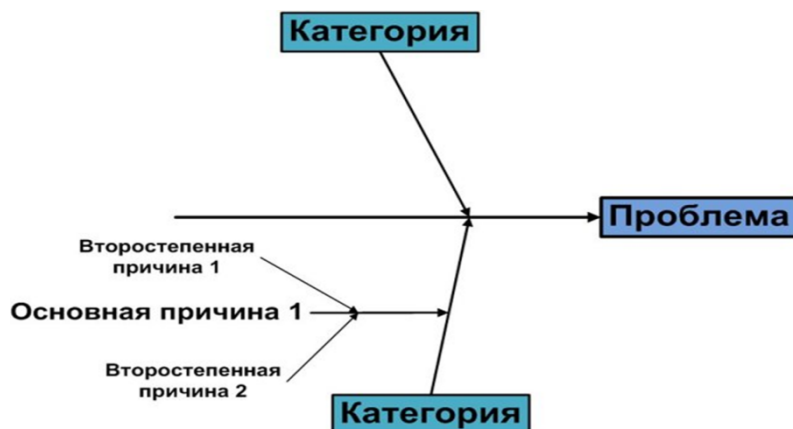 Категория
Проблема
Второстепенная
причина 1
Основная причина 1
Второстепенная
причина 2
Категория